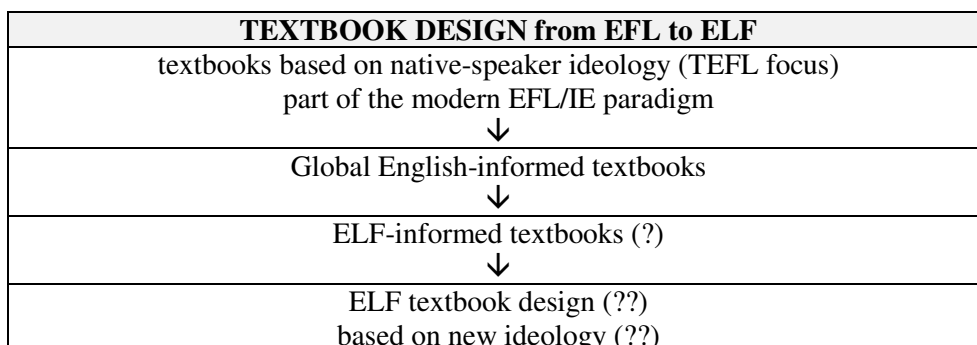 TEXTBOOK DESIGN from EFL to ELF
textbooks based on native-speaker ideology (TEFL focus)
part of the modern EFL/IE paradigm
↓
Global English-informed textbooks
↓
ELF-informed textbooks (?)
↓
ELF textbook design (??)
based on new ideology (??)